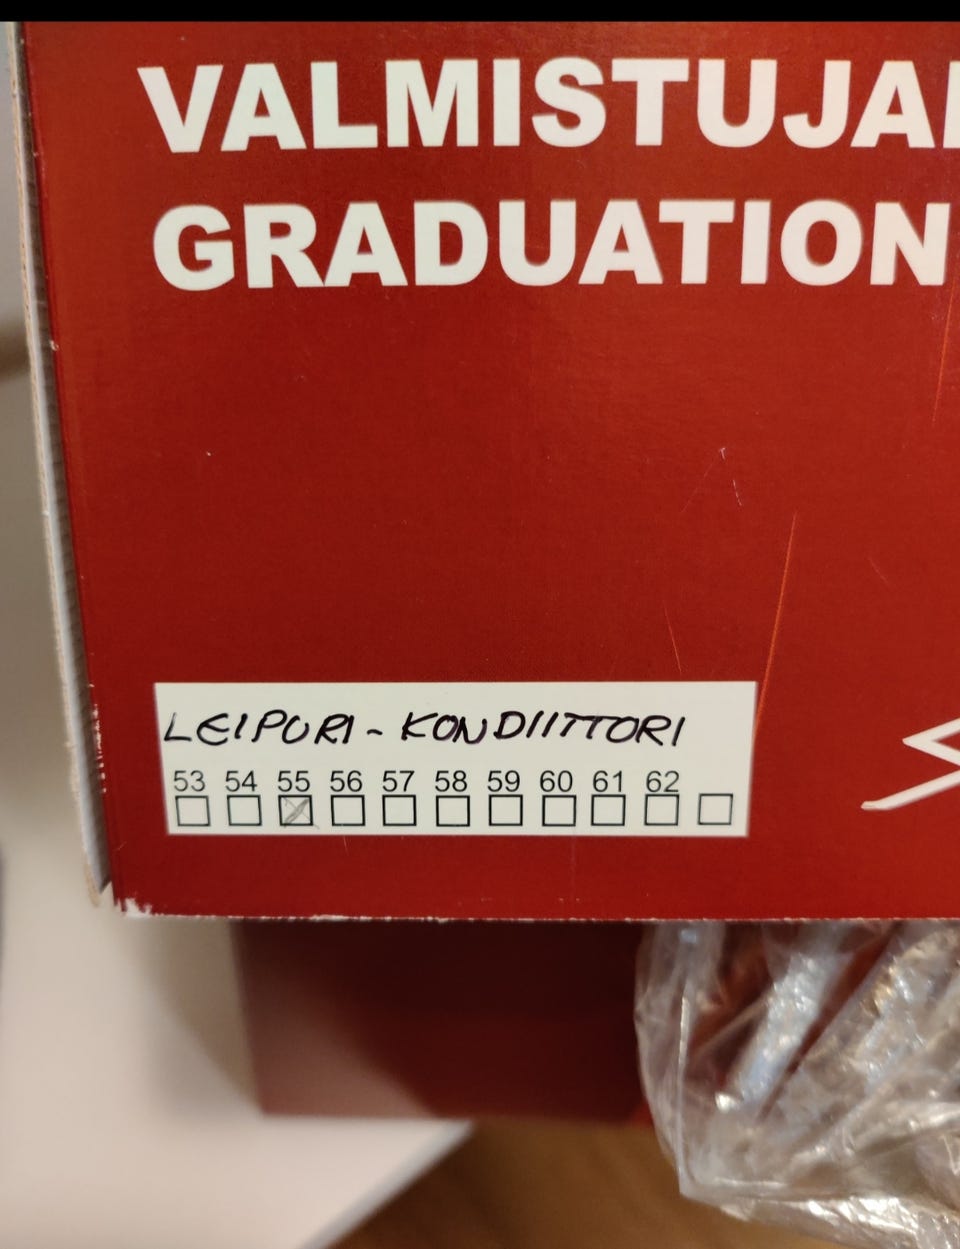 VALMISTUJAI
GRADUATION
LEIPURI-KONDIITTORI
53 54 55 56 57 58 59 60 61 62